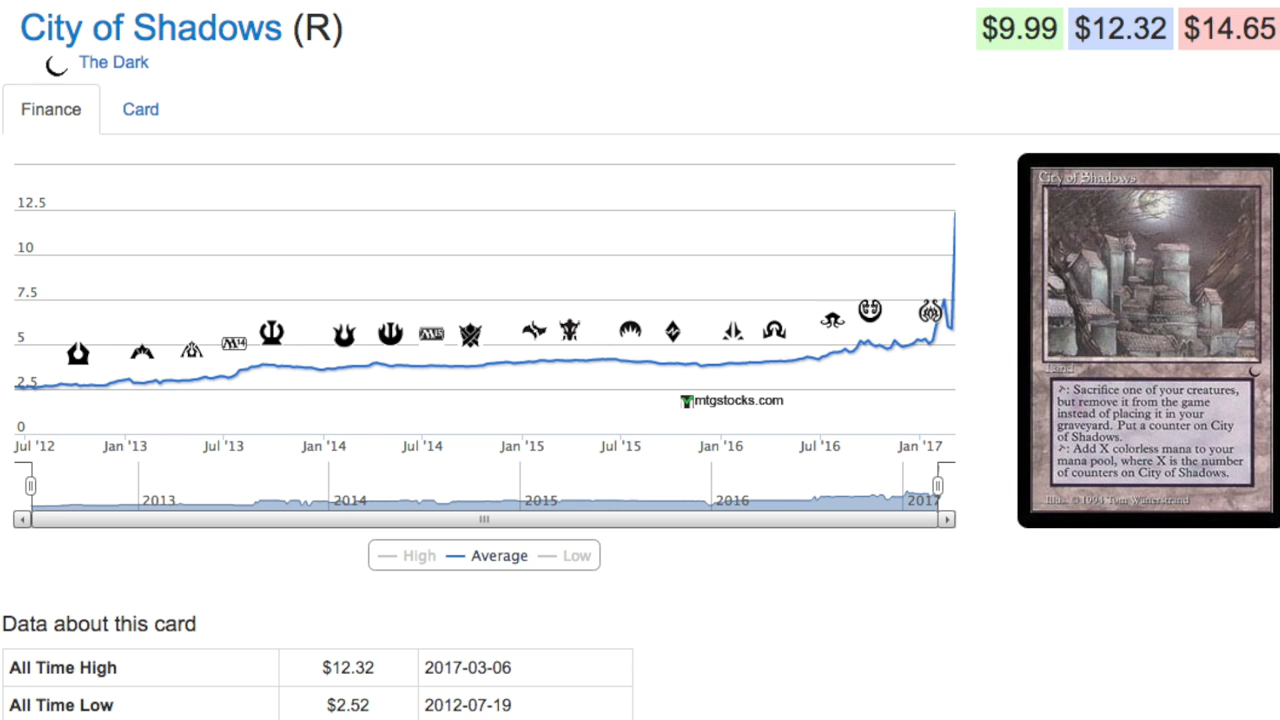 City of Shadows (R)
$9.99 $12.32 $14.65
The Dark
Finance
Card
12.5
10
7.5
5
2.5
0
M14
M15
mtgstocks.com
Jul '12 Jan '13 Jul '13 Jan '14 Jul '14 Jan '15 Jul '15 Jan '16 Jul '16 Jan '17
2013 2014 2015 2016 2017
High Average Low
City of Shadows
Land
: Sacrifice one of your creatures,
but remove it from the game
instead of placing it in your
graveyard. Put a counter on City
of Shadows.
: Add X colorless mana to your
mana pool, where X is the number
of counters on City of Shadows.
Illus. © 1994 Tom Wänerstrand
Data about this card
All Time High $12.32 2017-03-06
All Time Low $2.52 2012-07-19